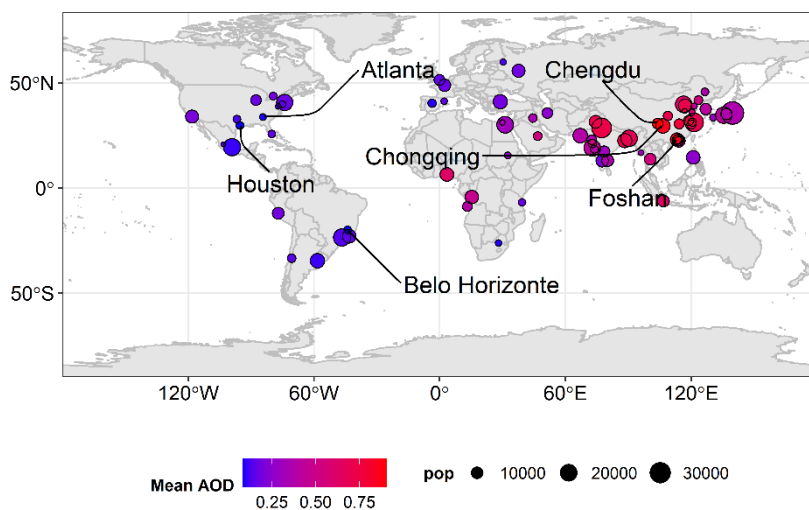 50°N
0°
50°S
Atlanta
Chengdu
Chongqing
Houston
Foshan
Belo Horizonte
120°W
60°W
0°
60°E
120°E
Mean AOD
0.25
0.50
0.75
pop
10000
20000
30000